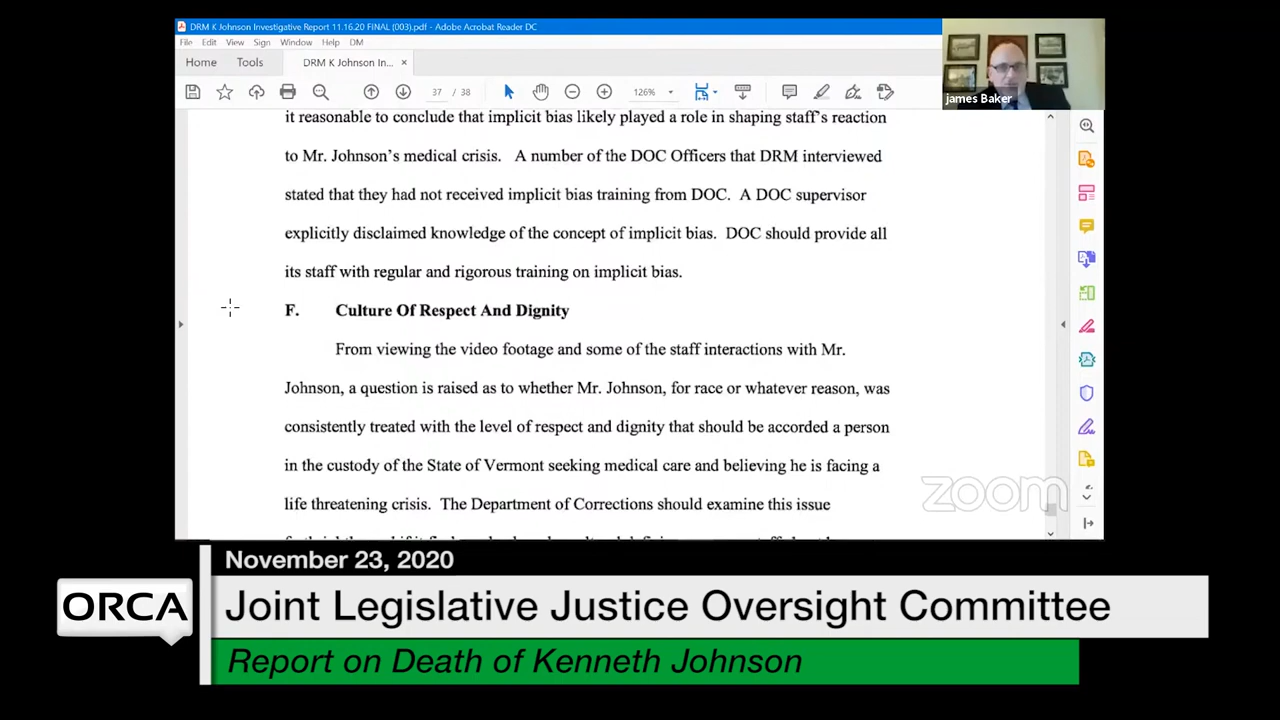 DRM K Johnson Investigative Report 11.16.20 FINAL (003).pdf - Adobe Acrobat Reader DC
File Edit View Sign Window Help DM
Home Tools DRM K Johnson In... ×
37 / 38 126%
james Baker
it reasonable to conclude that implicit bias likely played a role in shaping staff's reaction
to Mr. Johnson's medical crisis. A number of the DOC Officers that DRM interviewed
stated that they had not received implicit bias training from DOC. A DOC supervisor
explicitly disclaimed knowledge of the concept of implicit bias. DOC should provide all
its staff with regular and rigorous training on implicit bias.
F. Culture Of Respect And Dignity
From viewing the video footage and some of the staff interactions with Mr.
Johnson, a question is raised as to whether Mr. Johnson, for race or whatever reason, was
consistently treated with the level of respect and dignity that should be accorded a person
in the custody of the State of Vermont seeking medical care and believing he is facing a
life threatening crisis. The Department of Corrections should examine this issue
zoom
November 23, 2020
ORCA
Joint Legislative Justice Oversight Committee
Report on Death of Kenneth Johnson